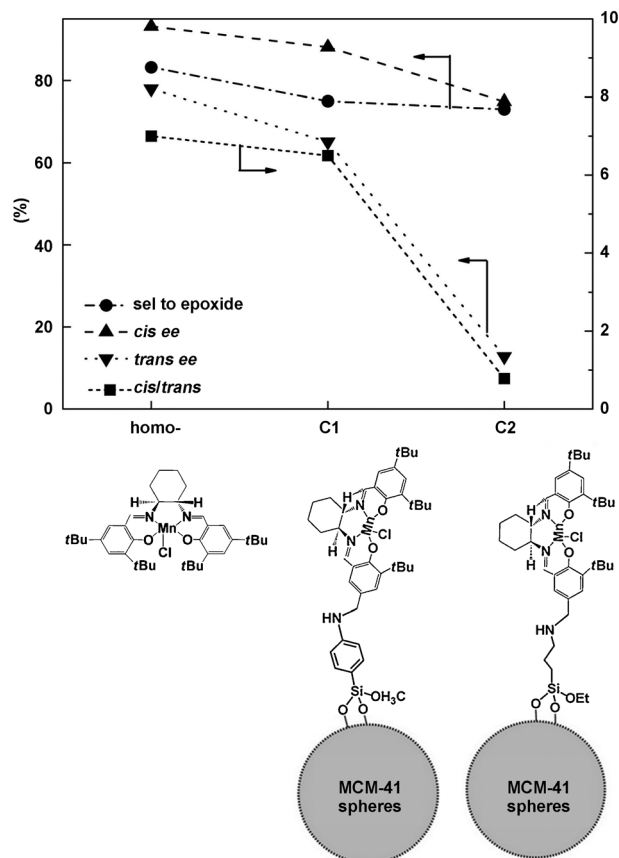 10
80
8
60
6
(%)
40
4
sel to epoxide
20
cis ee
2
trans ee
cis/trans
0
0
homo-
C1
C2
tBu
tBu
H
H
N
N
Mn
tBu
O
O
tBu
Cl
tBu
tBu
H
N
O
tBu
Mn
Cl
N
H
O
tBu
HN
Si
OH₃C
O
O
MCM-41
spheres
tBu
H
N
O
tBu
Mn
Cl
N
H
O
tBu
HN
Si
OEt
O
O
MCM-41
spheres